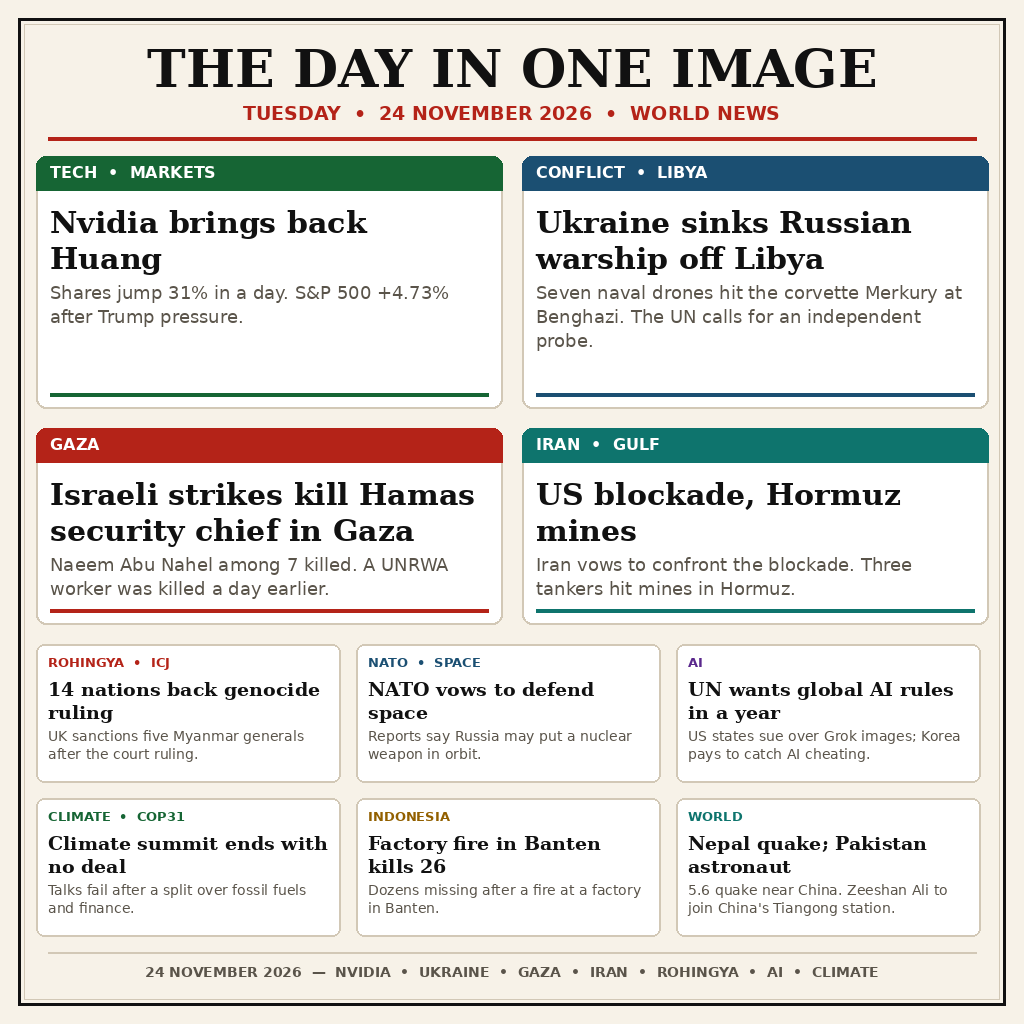 THE DAY IN ONE IMAGE
TUESDAY • 24 NOVEMBER 2026 • WORLD NEWS
TECH • MARKETS
Nvidia brings back
Huang
Shares jump 31% in a day. S&P 500 +4.73%
after Trump pressure.
CONFLICT • LIBYA
Ukraine sinks Russian
warship off Libya
Seven naval drones hit the corvette Merkury at
Benghazi. The UN calls for an independent
probe.
GAZA
Israeli strikes kill Hamas
security chief in Gaza
Naeem Abu Nahel among 7 killed. A UNRWA
worker was killed a day earlier.
IRAN • GULF
US blockade, Hormuz
mines
Iran vows to confront the blockade. Three
tankers hit mines in Hormuz.
ROHINGYA • ICJ
14 nations back genocide
ruling
UK sanctions five Myanmar generals
after the court ruling.
NATO • SPACE
NATO vows to defend
space
Reports say Russia may put a nuclear
weapon in orbit.
AI
UN wants global AI rules
in a year
US states sue over Grok images; Korea
pays to catch AI cheating.
CLIMATE • COP31
Climate summit ends with
no deal
Talks fail after a split over fossil fuels
and finance.
INDONESIA
Factory fire in Banten
kills 26
Dozens missing after a fire at a factory
in Banten.
WORLD
Nepal quake; Pakistan
astronaut
5.6 quake near China. Zeeshan Ali to
join China's Tiangong station.
24 NOVEMBER 2026 — NVIDIA • UKRAINE • GAZA • IRAN • ROHINGYA • AI • CLIMATE